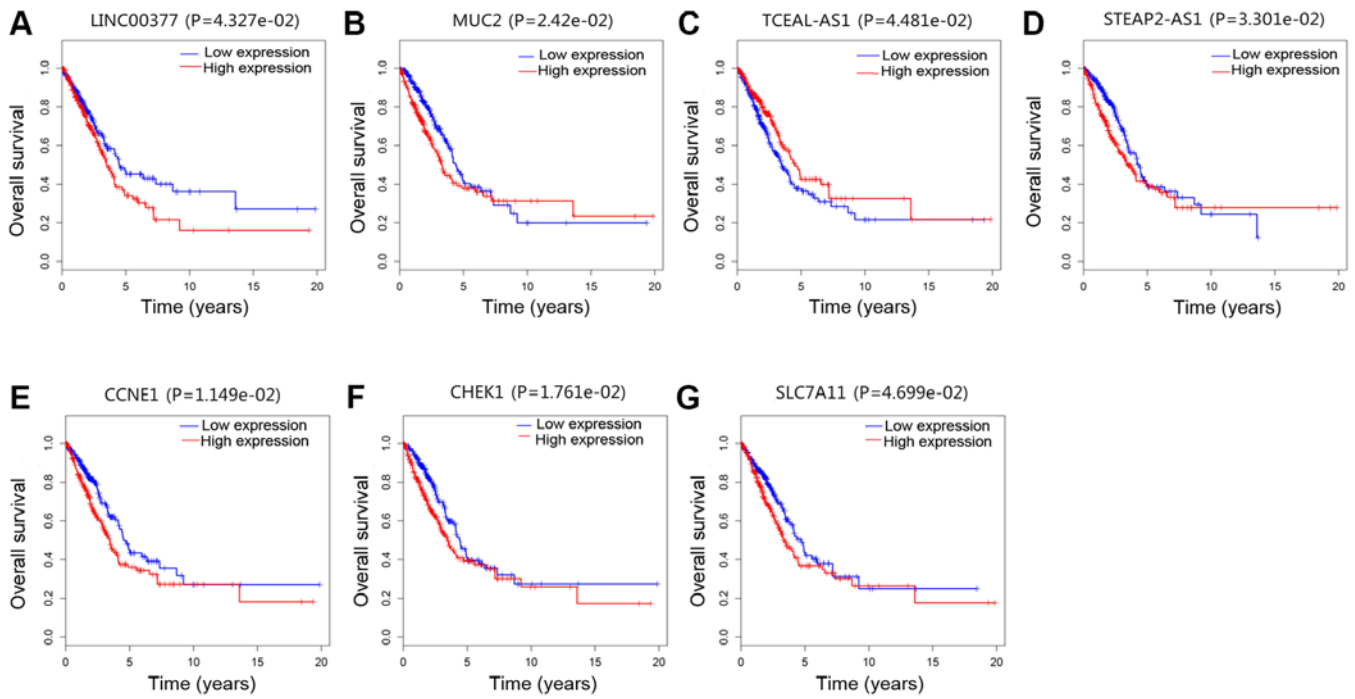 A LINC00377 (P=4.327e-02)
Low expression
High expression
Overall survival
1.0
0.8
0.6
0.4
0.2
0.0
0 5 10 15 20
Time (years)
B MUC2 (P=2.42e-02)
Low expression
High expression
Overall survival
1.0
0.8
0.6
0.4
0.2
0.0
0 5 10 15 20
Time (years)
C TCEAL-AS1 (P=4.481e-02)
Low expression
High expression
Overall survival
1.0
0.8
0.6
0.4
0.2
0.0
0 5 10 15 20
Time (years)
D STEAP2-AS1 (P=3.301e-02)
Low expression
High expression
Overall survival
1.0
0.8
0.6
0.4
0.2
0.0
0 5 10 15 20
Time (years)
E CCNE1 (P=1.149e-02)
Low expression
High expression
Overall survival
1.0
0.8
0.6
0.4
0.2
0.0
0 5 10 15 20
Time (years)
F CHEK1 (P=1.761e-02)
Low expression
High expression
Overall survival
1.0
0.8
0.6
0.4
0.2
0.0
0 5 10 15 20
Time (years)
G SLC7A11 (P=4.699e-02)
Low expression
High expression
Overall survival
1.0
0.8
0.6
0.4
0.2
0.0
0 5 10 15 20
Time (years)